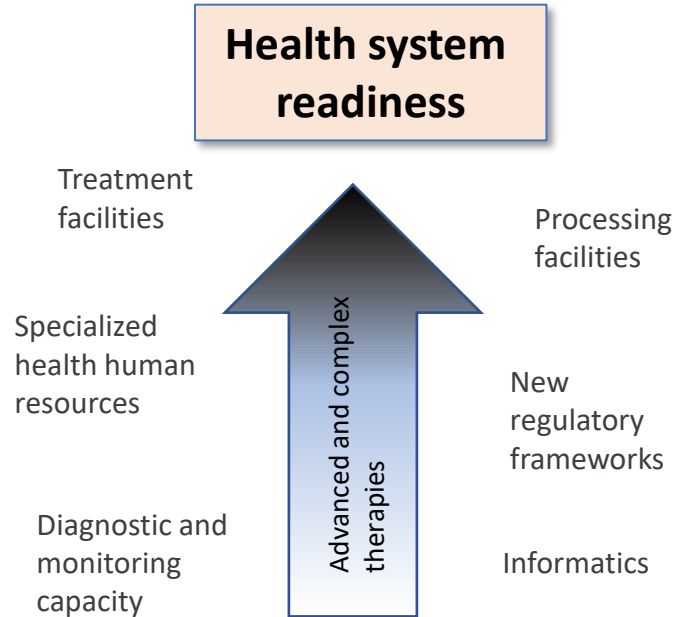 Health system
readiness
Treatment
facilities
Processing
facilities
Specialized
health human
resources
New
regulatory
frameworks
Diagnostic and
monitoring
capacity
Informatics
Advanced and complex
therapies